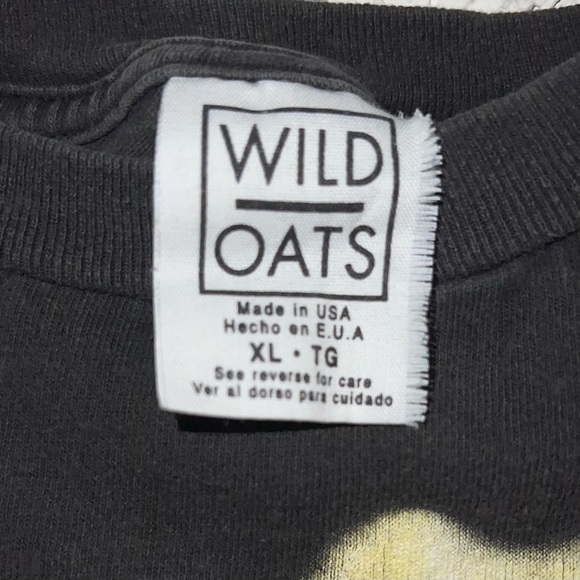 WILD
OATS
Made in USA
Hecho en E.U.A
XL • TG
See reverse for care
Ver al dorso para cuidado